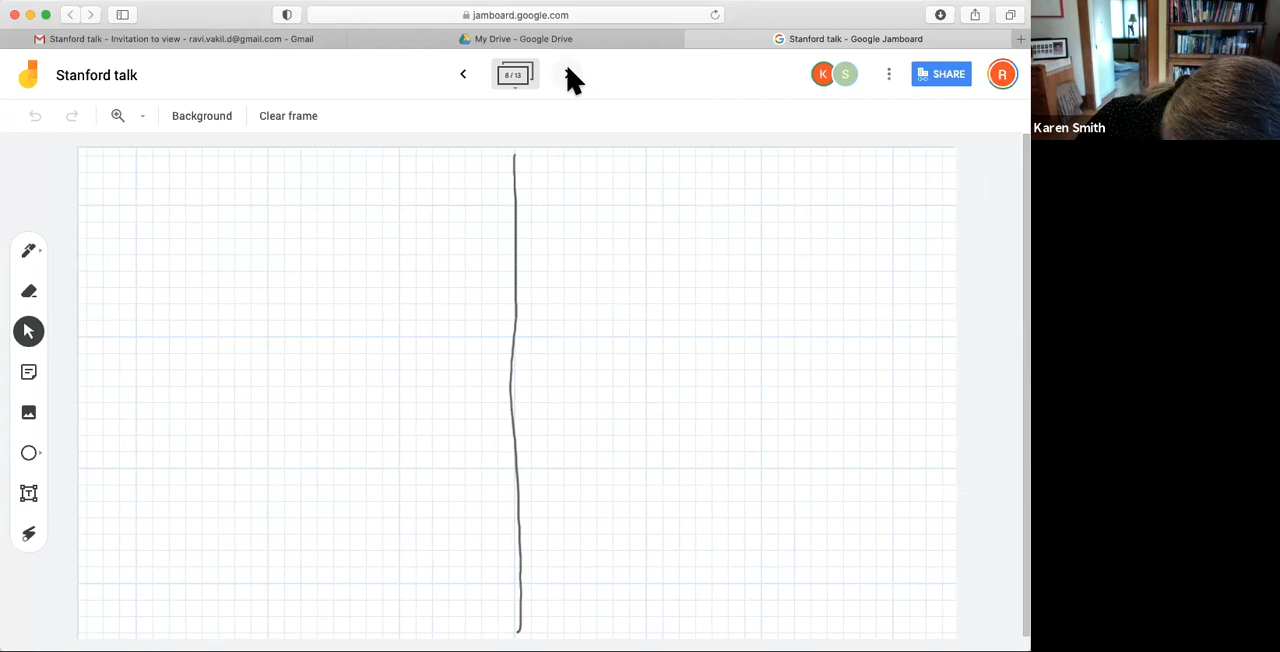 jamboard.google.com
Stanford talk - Invitation to view - ravi.vakil.d@gmail.com - Gmail
My Drive - Google Drive
Stanford talk - Google Jamboard
Stanford talk
8 / 13
K
S
SHARE
R
Background
Clear frame
Karen Smith